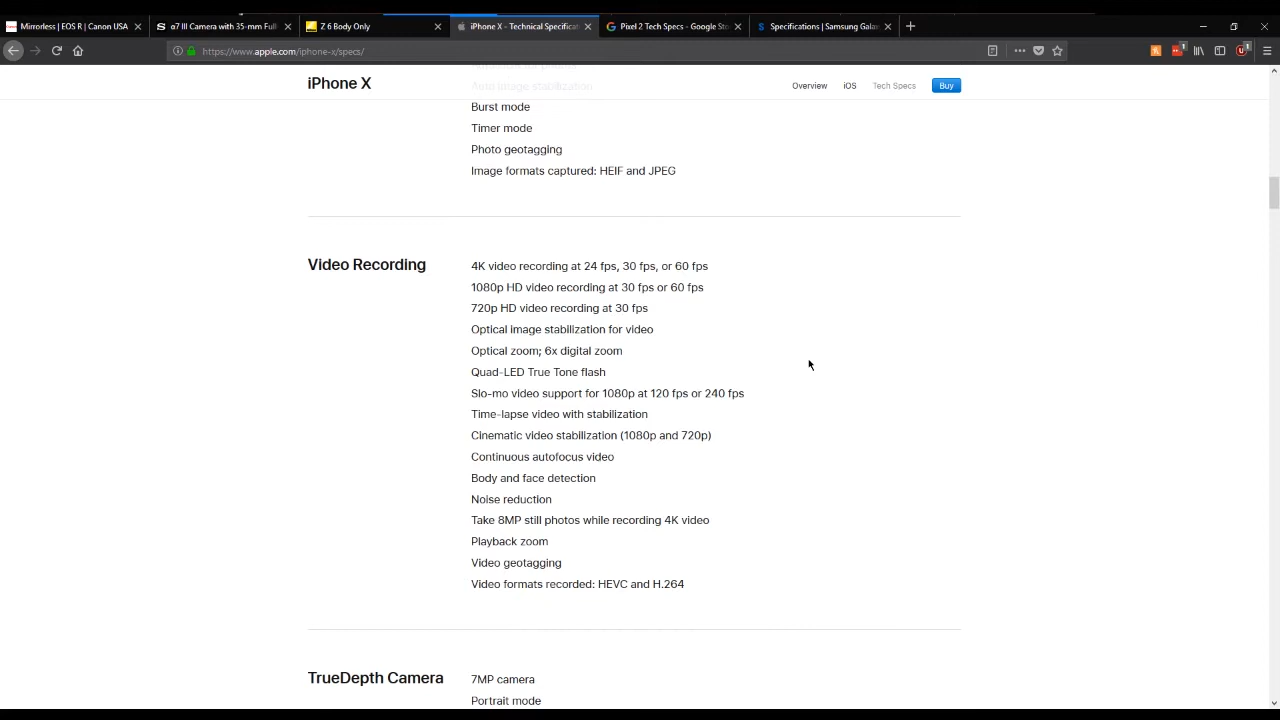 Mirrorless | EOS R | Canon USA
α7 III Camera with 35-mm Full
Z 6 Body Only
iPhone X - Technical Specificat
Pixel 2 Tech Specs - Google Sto
Specifications | Samsung Galax
https://www.apple.com/iphone-x/specs/
iPhone X
Overview
iOS
Tech Specs
Buy
Auto image stabilization
Burst mode
Timer mode
Photo geotagging
Image formats captured: HEIF and JPEG
Video Recording
4K video recording at 24 fps, 30 fps, or 60 fps
1080p HD video recording at 30 fps or 60 fps
720p HD video recording at 30 fps
Optical image stabilization for video
Optical zoom; 6x digital zoom
Quad-LED True Tone flash
Slo-mo video support for 1080p at 120 fps or 240 fps
Time-lapse video with stabilization
Cinematic video stabilization (1080p and 720p)
Continuous autofocus video
Body and face detection
Noise reduction
Take 8MP still photos while recording 4K video
Playback zoom
Video geotagging
Video formats recorded: HEVC and H.264
TrueDepth Camera
7MP camera
Portrait mode